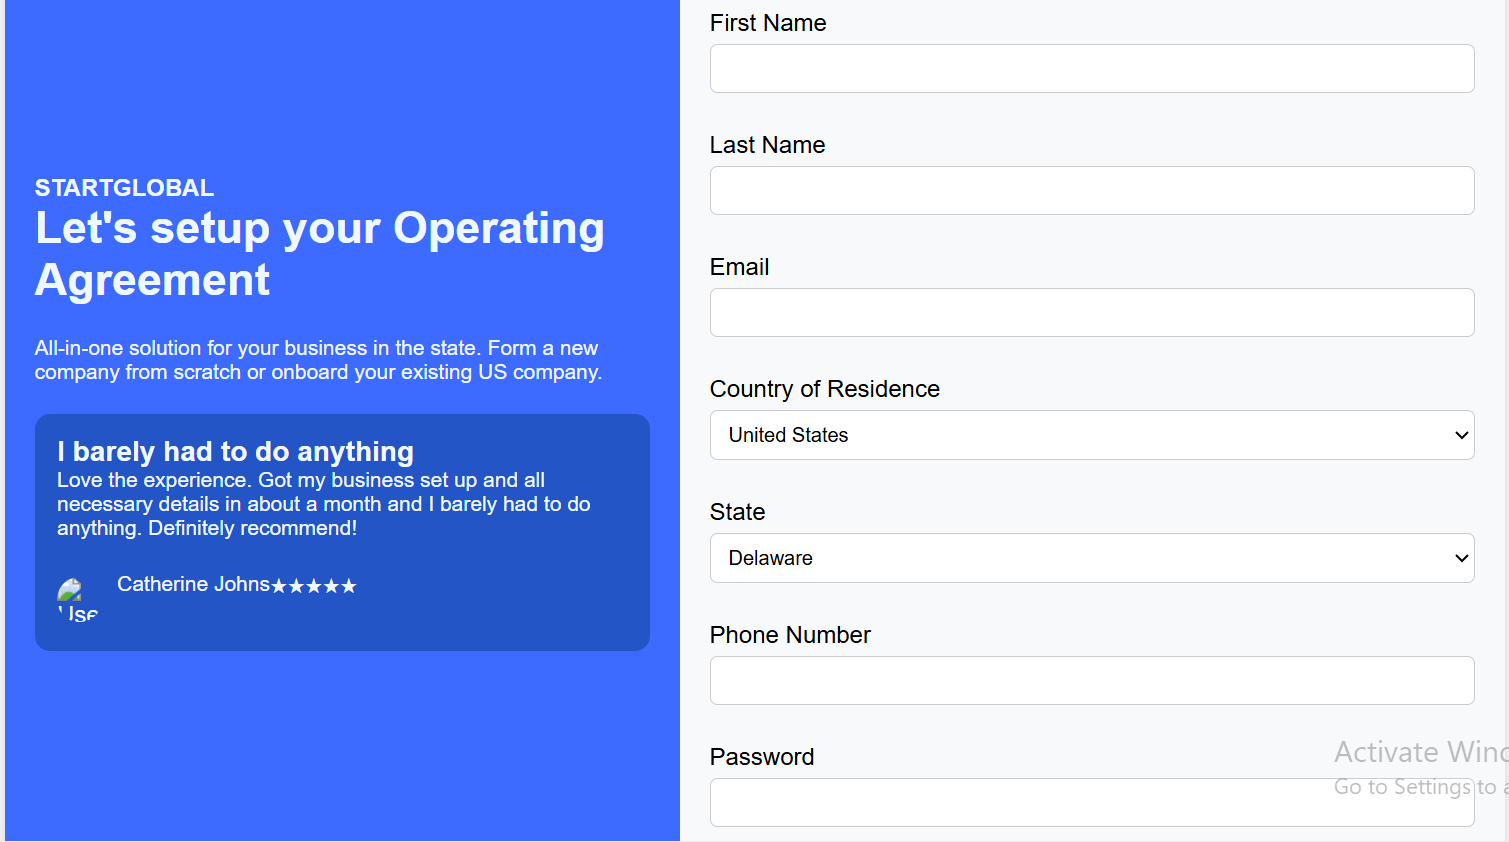 STARTGLOBAL
Let's setup your Operating
Agreement
All-in-one solution for your business in the state. Form a new
company from scratch or onboard your existing US company.
I barely had to do anything
Love the experience. Got my business set up and all
necessary details in about a month and I barely had to do
anything. Definitely recommend!
Use
Catherine Johns★★★★★
First Name
Last Name
Email
Country of Residence
United States
State
Delaware
Phone Number
Password
Activate Wind
Go to Settings to a